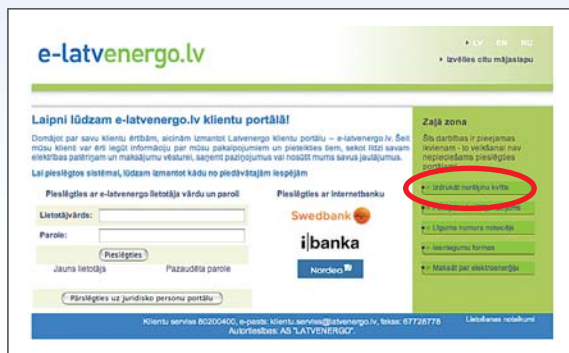 e-latvenergo.lv
LV EN RU
Izvēlies citu mājaslapu
Laipni lūdzam e-latvenergo.lv klientu portālā!
Domājot par savu klientu ērtībām, aicinām izmantot Latvenergo klientu portālu – e-latvenergo.lv. Šeit
mūsu klienti var ērti iegūt informāciju par mūsu pakalpojumiem un pieteikties tiem, sekot līdzi savam
elektrības patēriņam un maksājumu vēsturei, saņemt paziņojumus vai nosūtīt mums savus jautājumus.
Lai pieslēgtos sistēmai, lūdzam izmantot kādu no piedāvātajām iespējām
Pieslēgties ar e-latvenergo lietotāja vārdu un paroli
Lietotājvārds:
Parole:
Pieslēgties
Jauns lietotājs Pazaudēta parole
Pārslēgties uz juridisko personu portālu
Pieslēgties ar internetbanku
Swedbank
i|banka
Nordea
Zaļā zona
Šīs darbības ir pieejamas
ikvienam - to veikšanai nav
nepieciešama pieslēgties
portālam
Izdrukāt norēķinu kvītis
Līguma numura noteicējs
Iesniegumu formas
Maksāt par elektroenerģiju
Klientu serviss 80200400, e-pasts: klientu.serviss@latvenergo.lv, fakss: 67728778
Autortiesības: AS "LATVENERGO".
Lietošanas noteikumi